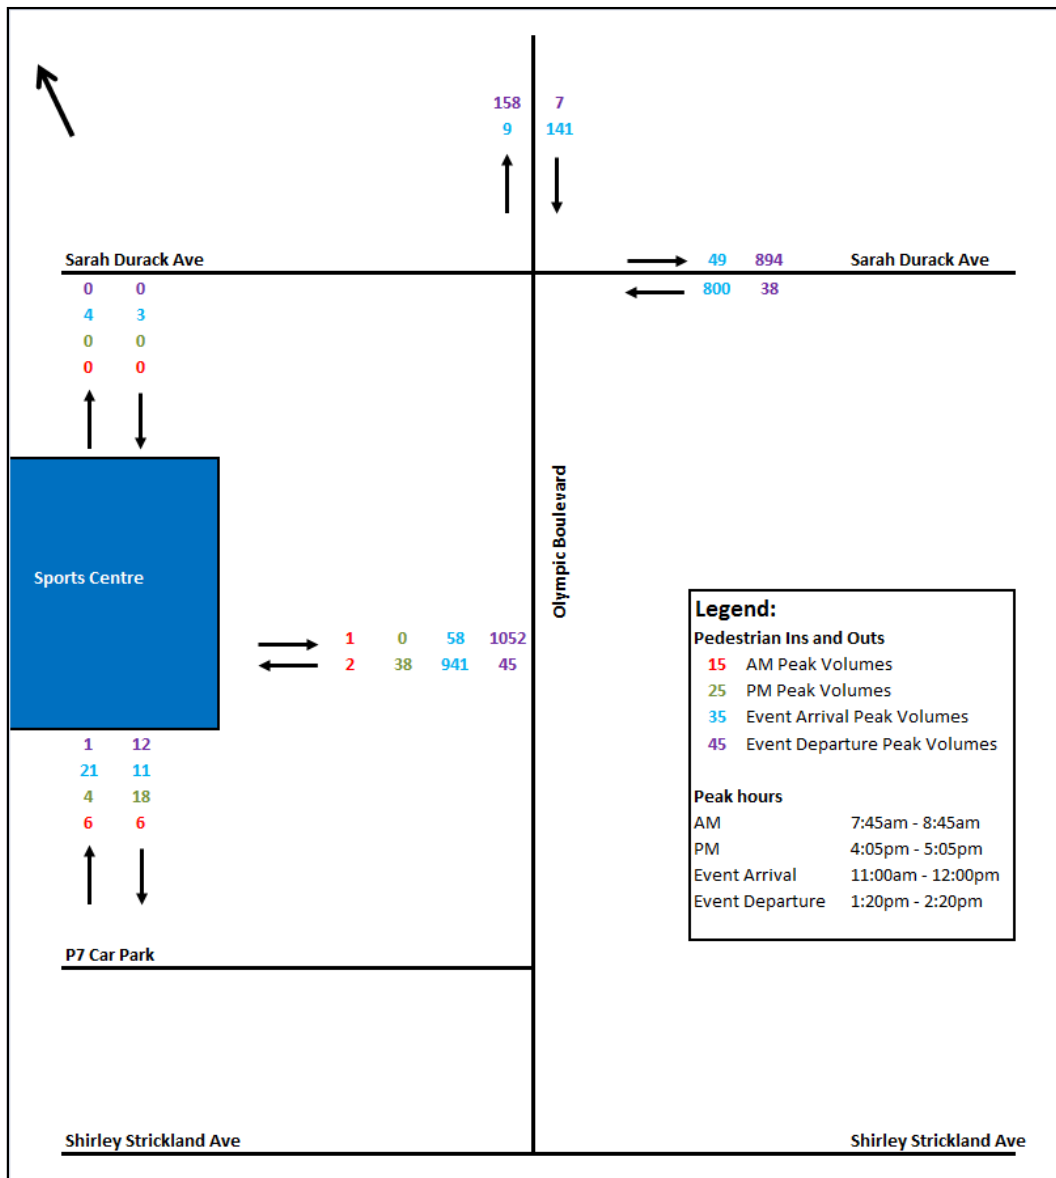 158 7
9 141
Sarah Durack Ave
49 894
Sarah Durack Ave
800 38
0 0
4 3
0 0
0 0
Olympic Boulevard
Sports Centre
1 0 58 1052
2 38 941 45
Legend:
Pedestrian Ins and Outs
15 AM Peak Volumes
25 PM Peak Volumes
35 Event Arrival Peak Volumes
45 Event Departure Peak Volumes
Peak hours
AM 7:45am - 8:45am
PM 4:05pm - 5:05pm
Event Arrival 11:00am - 12:00pm
Event Departure 1:20pm - 2:20pm
1 12
21 11
4 18
6 6
P7 Car Park
Shirley Strickland Ave
Shirley Strickland Ave